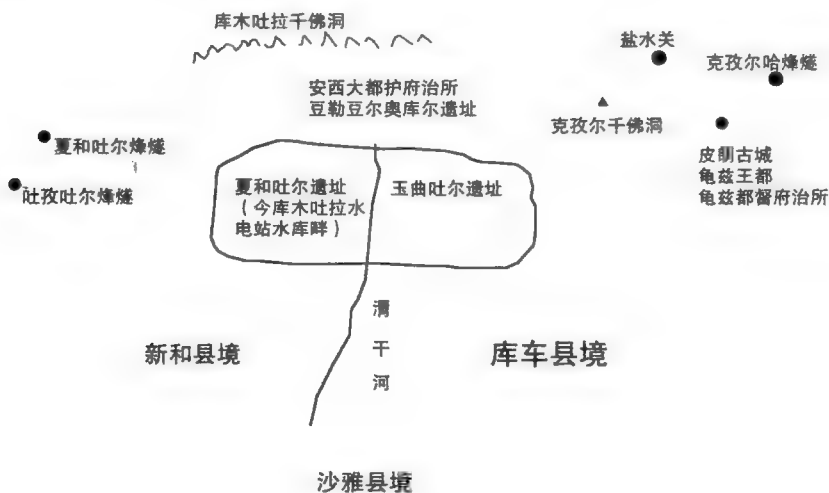 库木吐拉千佛洞
盐水关
克孜尔哈烽燧
安西大都护府治所
豆勒豆尔奥库尔遗址
克孜尔千佛洞
夏和吐尔烽燧
皮朗古城
龟兹王都
龟兹都督府治所
吐孜吐尔烽燧
夏和吐尔遗址
（今库木吐拉水
电站水库畔）
玉曲吐尔遗址
渭
干
河
新和县境
库车县境
沙雅县境